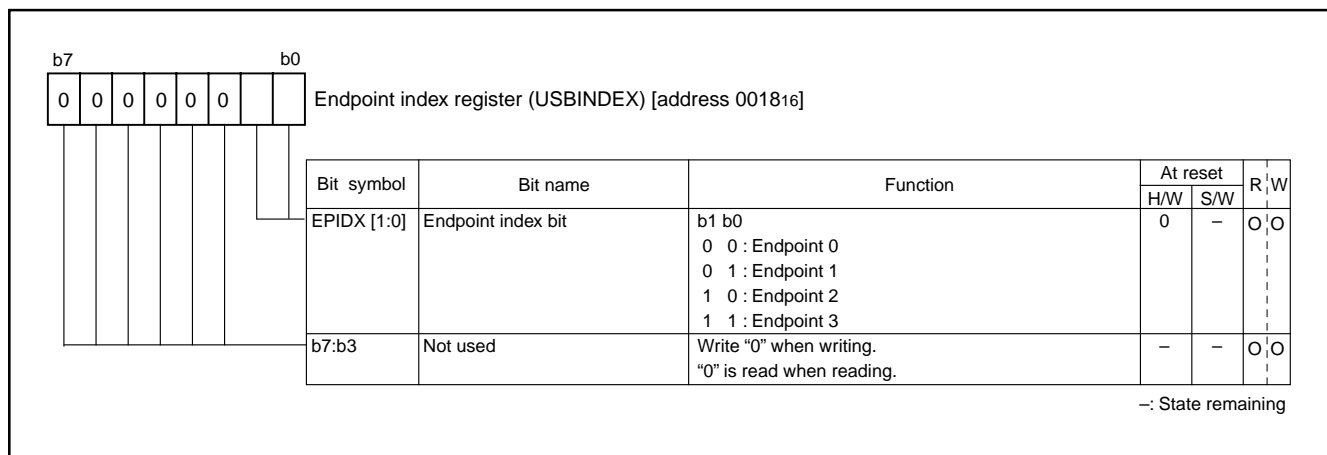 b7 b0
0 0 0 0 0 0 Endpoint index register (USBINDEX) [address 001816]
Bit symbol Bit name Function At reset R W
H/W S/W
EPIDX [1:0] Endpoint index bit b1 b0 0 – O O
0 0 : Endpoint 0
0 1 : Endpoint 1
1 0 : Endpoint 2
1 1 : Endpoint 3
b7:b3 Not used Write “0” when writing. – – O O
“0” is read when reading.
–: State remaining